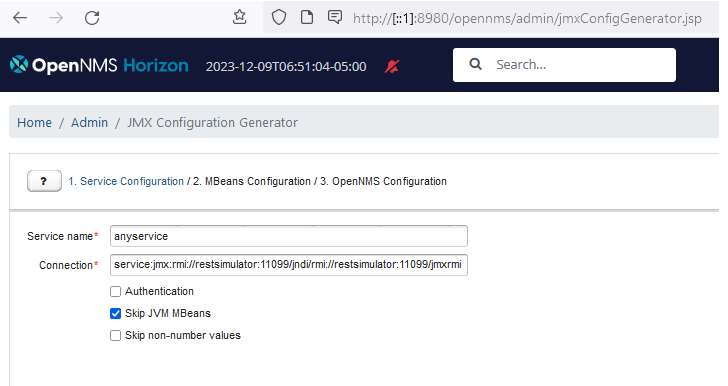 http://[::1]:8980/opennms/admin/jmxConfigGenerator.jsp
OpenNMS Horizon 2023-12-09T06:51:04-05:00 Search...
Home / Admin / JMX Configuration Generator
? 1. Service Configuration / 2. MBeans Configuration / 3. OpenNMS Configuration
Service name* anyservice
Connection* service:jmx:rmi://restsimulator:11099/jndi/rmi://restsimulator:11099/jmxrmi
Authentication
Skip JVM MBeans
Skip non-number values